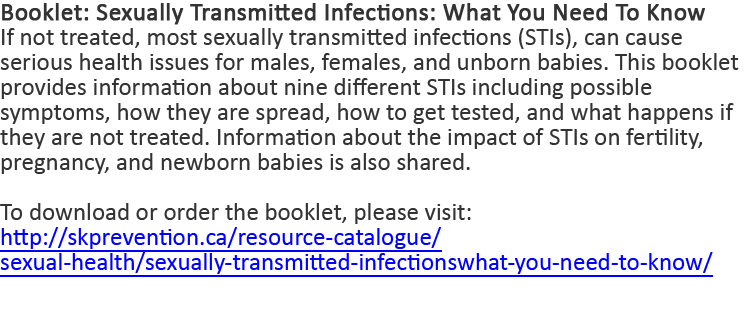 Booklet: Sexually Transmitted Infections: What You Need To Know
If not treated, most sexually transmitted infections (STIs), can cause
serious health issues for males, females, and unborn babies. This booklet
provides information about nine different STIs including possible
symptoms, how they are spread, how to get tested, and what happens if
they are not treated. Information about the impact of STIs on fertility,
pregnancy, and newborn babies is also shared.
To download or order the booklet, please visit:
http://skprevention.ca/resource-catalogue/
sexual-health/sexually-transmitted-infectionswhat-you-need-to-know/